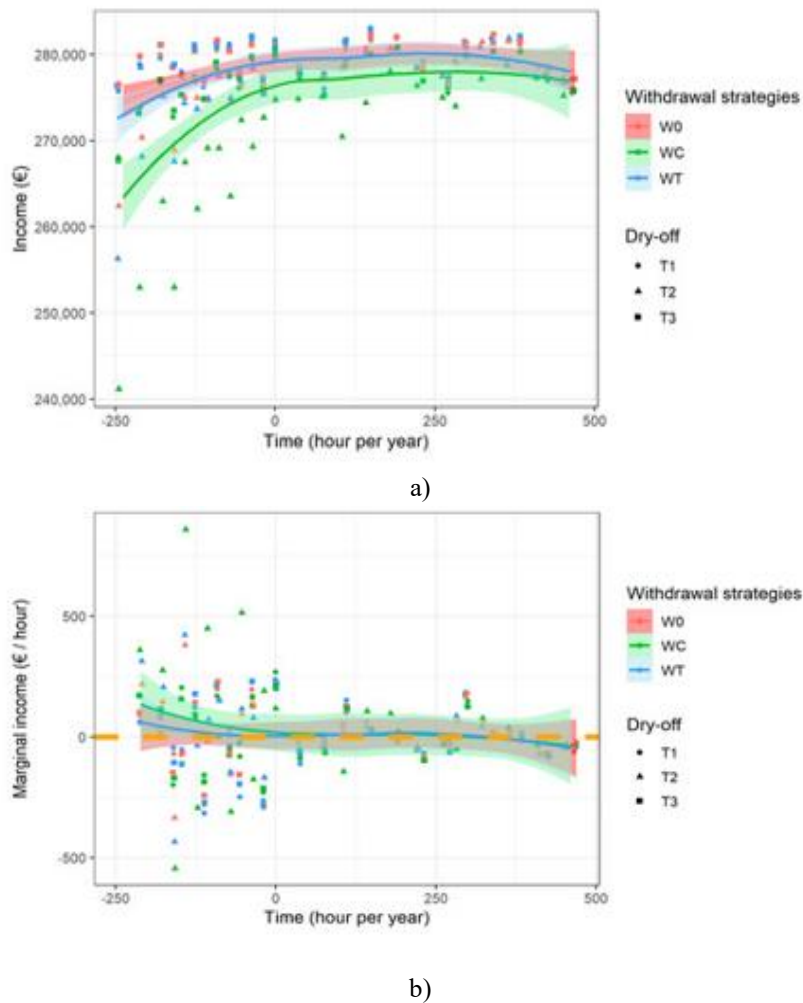 280,000
270,000
260,000
250,000
240,000
Income (€)
-250
0
250
500
Time (hour per year)
Withdrawal strategies
W0
WC
WT
Dry-off
T1
T2
T3
a)
500
0
-500
Marginal income (€ / hour)
-250
0
250
500
Time (hour per year)
Withdrawal strategies
W0
WC
WT
Dry-off
T1
T2
T3
b)